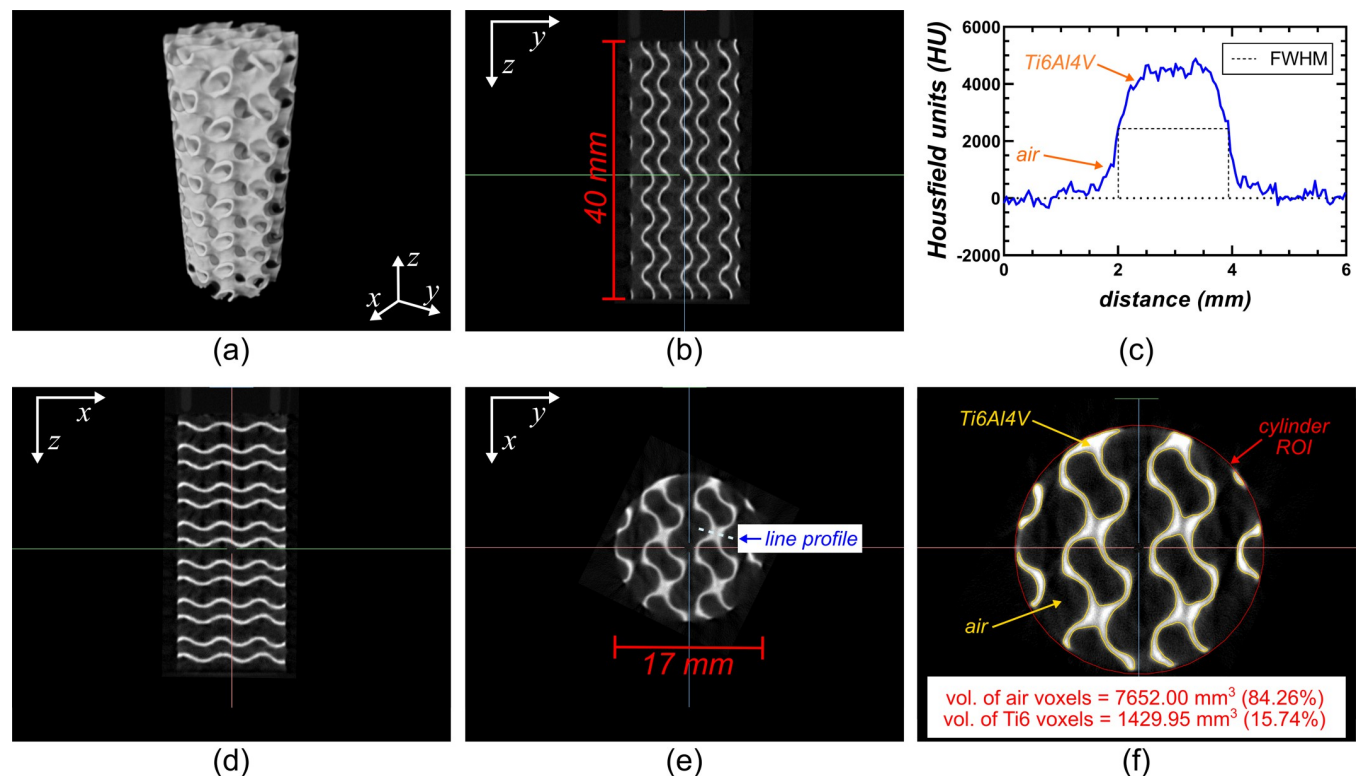 z
x
y
(a)
y
z
40 mm
(b)
Housfield units (HU)
6000
4000
2000
0
-2000
Ti6Al4V
air
FWHM
0
2
4
6
distance (mm)
(c)
x
z
(d)
y
x
line profile
17 mm
(e)
Ti6Al4V
cylinder
ROI
air
vol. of air voxels = 7652.00 mm³ (84.26%)
vol. of Ti6 voxels = 1429.95 mm³ (15.74%)
(f)